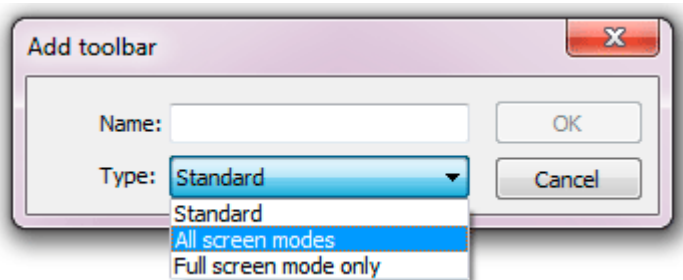 Add toolbar
Name:
OK
Type:
Standard
Cancel
Standard
All screen modes
Full screen mode only